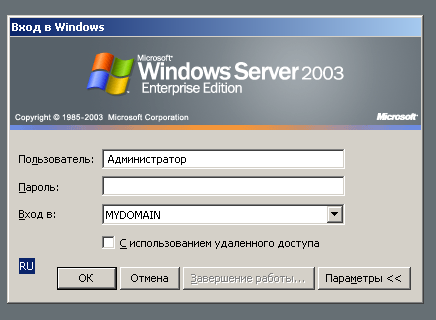 Вход в Windows
Microsoft®
Windows Server 2003
Enterprise Edition
Copyright © 1985-2003 Microsoft Corporation Microsoft®
Пользователь: Администратор
Пароль:
Вход в: MYDOMAIN
С использованием удаленного доступа
RU
OK Отмена Завершение работы... Параметры <<